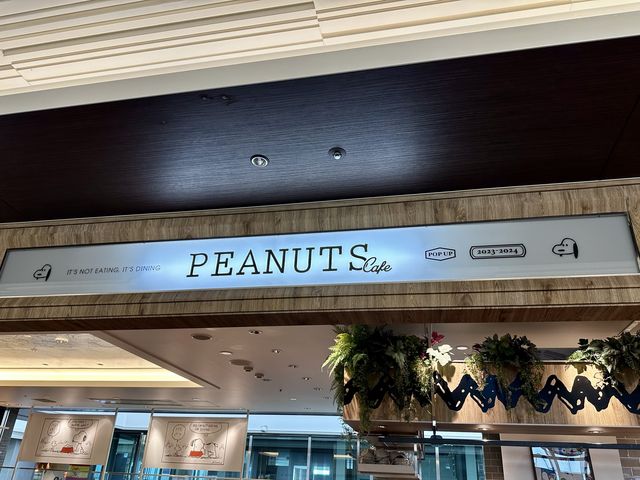 IT'S NOT EATING, IT'S DINING
PEANUTS Cafe
POP UP
2023-2024